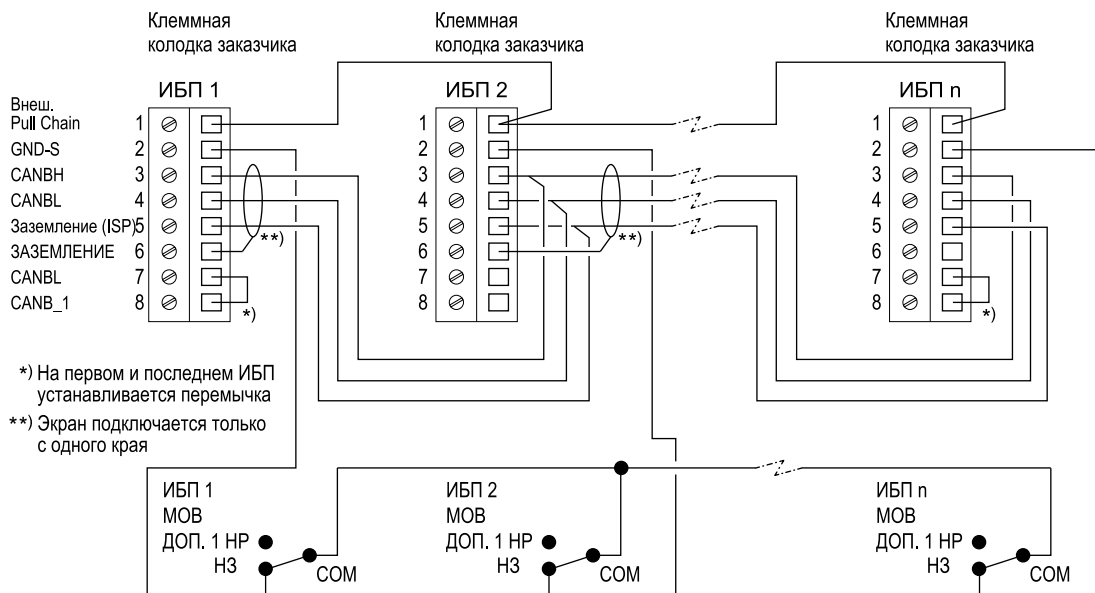 Клеммная
колодка заказчика
Клеммная
колодка заказчика
Клеммная
колодка заказчика
ИБП 1
ИБП 2
ИБП n
Внеш.
Pull Chain 1
GND-S 2
CANBH 3
CANBL 4
Заземление (ISP) 5
ЗАЗЕМЛЕНИЕ 6
CANBL 7
CANB_1 8
**)
*)
1
2
3
4
5
6
7
8
**)
1
2
3
4
5
6
7
8
*)
*) На первом и последнем ИБП
устанавливается перемычка
**) Экран подключается только
с одного края
ИБП 1
МОВ
ДОП. 1 НР
НЗ
COM
ИБП 2
МОВ
ДОП. 1 НР
НЗ
COM
ИБП n
МОВ
ДОП. 1 НР
НЗ
COM